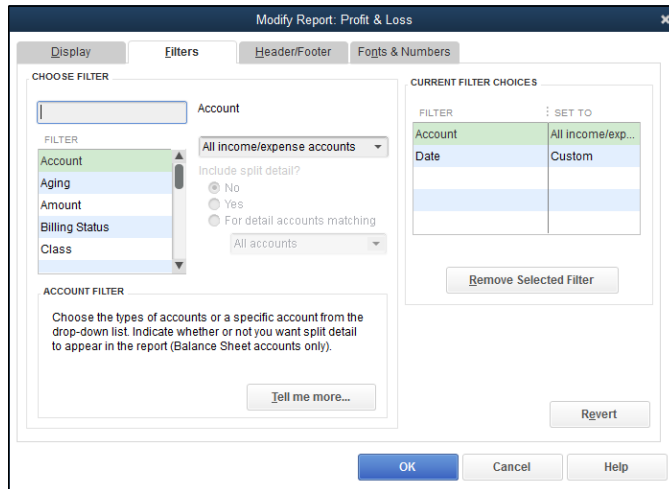 Modify Report: Profit & Loss
Display
Filters
Header/Footer
Fonts & Numbers
CHOOSE FILTER
Account
FILTER
Account
Aging
Amount
Billing Status
Class
All income/expense accounts
Include split detail?
No
Yes
For detail accounts matching
All accounts
ACCOUNT FILTER
Choose the types of accounts or a specific account from the
drop-down list. Indicate whether or not you want split detail
to appear in the report (Balance Sheet accounts only).
Tell me more...
CURRENT FILTER CHOICES
FILTER SET TO
Account All income/exp...
Date Custom
Remove Selected Filter
Revert
OK
Cancel
Help